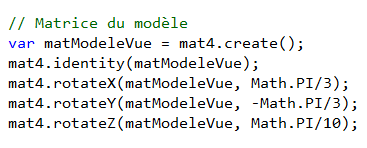 // Matrice du modèle
var matModeleVue = mat4.create();
mat4.identity(matModeleVue);
mat4.rotateX(matModeleVue, Math.PI/3);
mat4.rotateY(matModeleVue, -Math.PI/3);
mat4.rotateZ(matModeleVue, Math.PI/10);